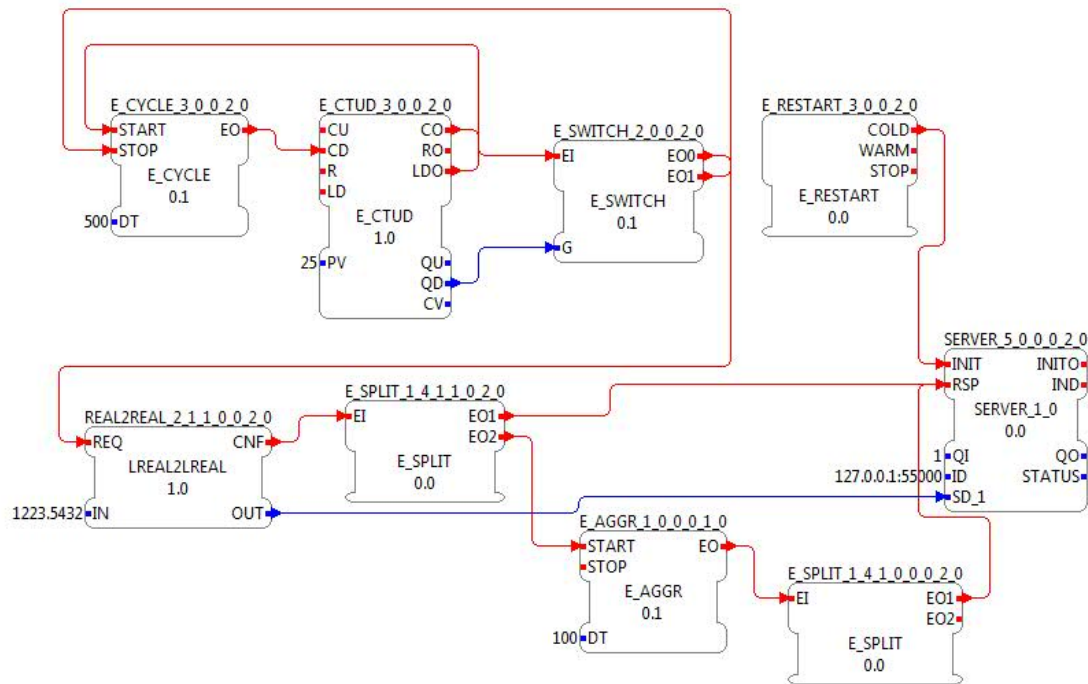 E_CYCLE_3_0_0_2_0
START EO
STOP
E_CYCLE
0.1
500 DT
E_CTUD_3_0_0_2_0
CU CO
CD RO
R LDO
LD
E_CTUD
1.0
25 PV QU
QD
CV
E_SWITCH_2_0_0_2_0
EI EO0
EO1
E_SWITCH
0.1
G
E_RESTART_3_0_0_2_0
COLD
WARM
STOP
E_RESTART
0.0
SERVER_5_0_0_0_2_0
INIT INITO
RSP IND
SERVER_1_0
0.0
1 QI QO
127.0.0.1:55000 ID STATUS
SD_1
REAL2REAL_2_1_1_0_0_2_0
REQ CNF
LREAL2LREAL
1.0
1223.5432 IN OUT
E_SPLIT_1_4_1_1_0_2_0
EI EO1
EO2
E_SPLIT
0.0
E_AGGR_1_0_0_0_1_0
START EO
STOP
E_AGGR
0.1
100 DT
E_SPLIT_1_4_1_0_0_0_2_0
EI EO1
EO2
E_SPLIT
0.0